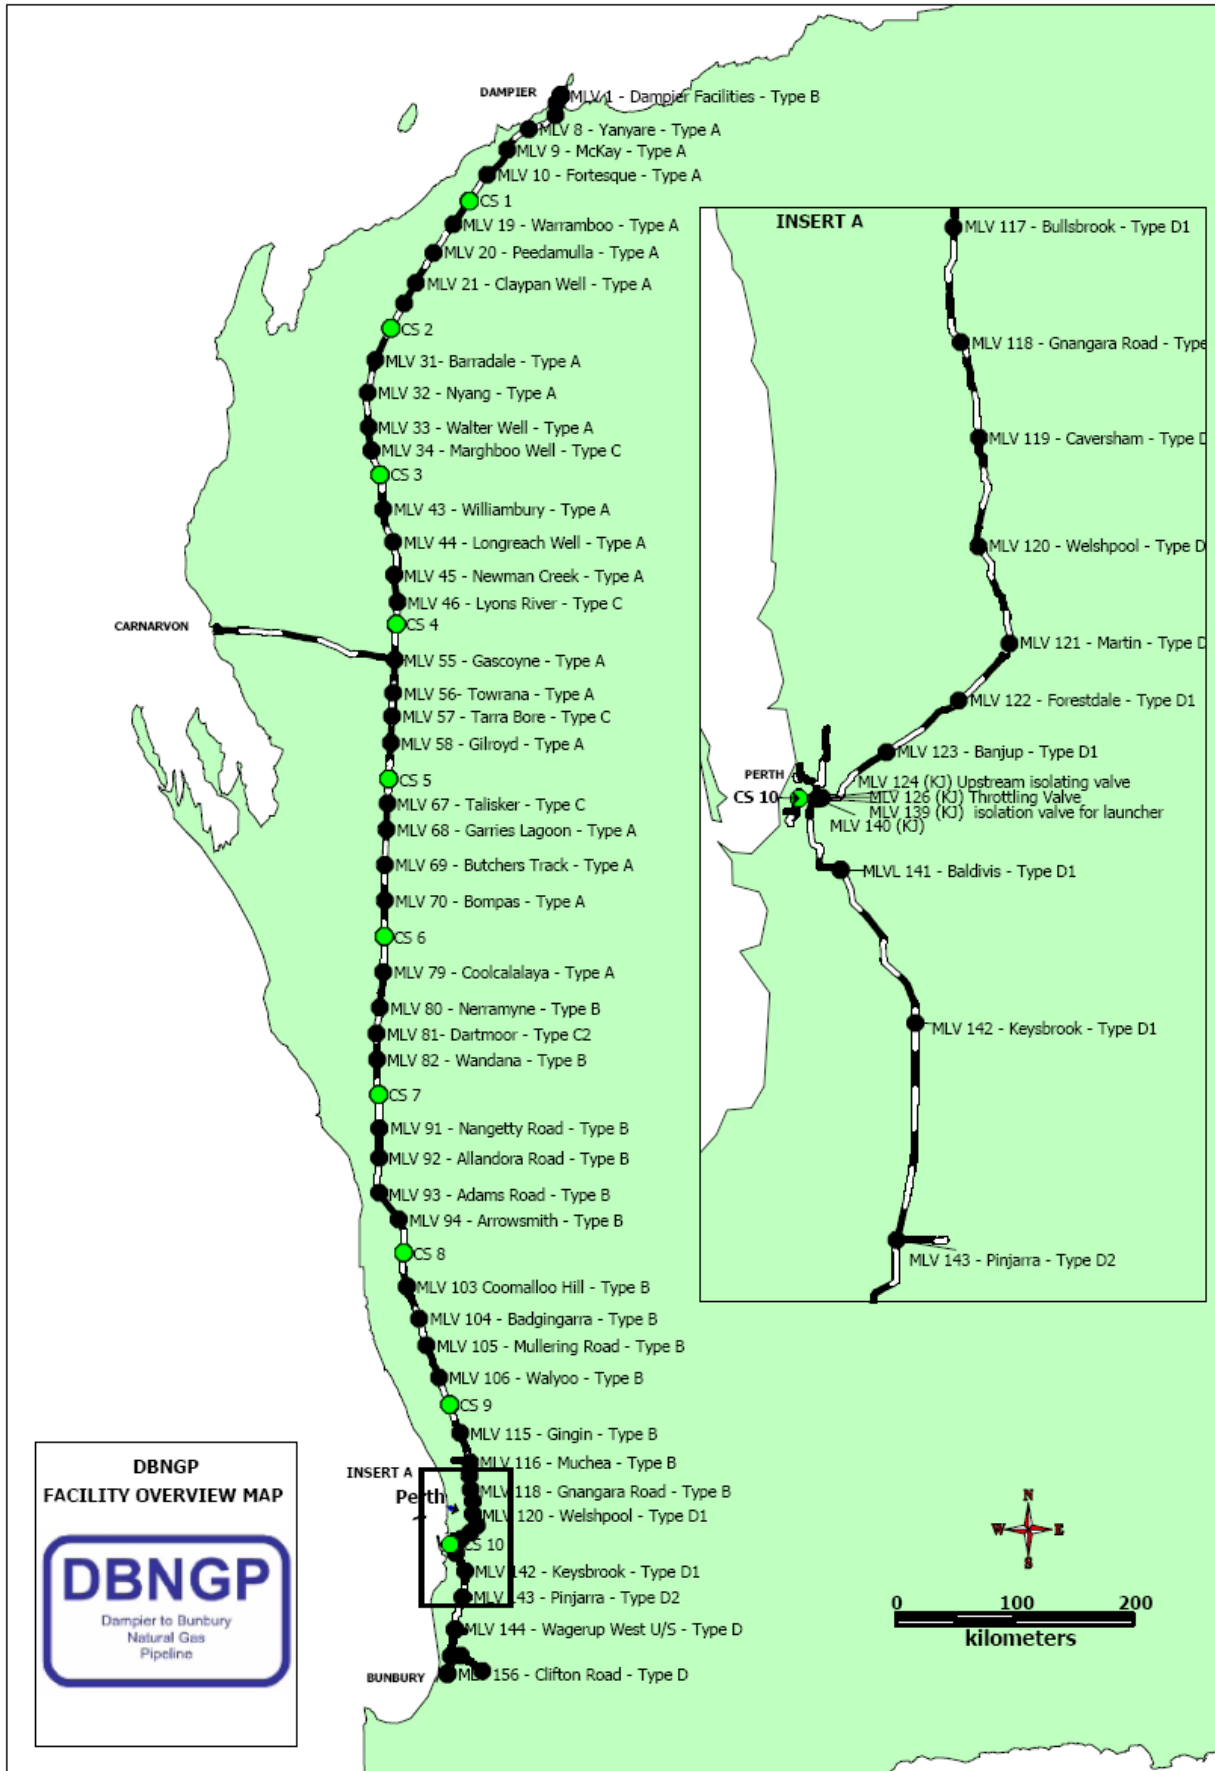 DAMPIER
MLV 1 - Dampier Facilities - Type B
MLV 8 - Yanyare - Type A
MLV 9 - McKay - Type A
MLV 10 - Fortesque - Type A
CS 1
MLV 19 - Warramboo - Type A
MLV 20 - Peedamulla - Type A
MLV 21 - Claypan Well - Type A
CS 2
MLV 31- Barradale - Type A
MLV 32 - Nyang - Type A
MLV 33 - Walter Well - Type A
MLV 34 - Marghboo Well - Type C
CS 3
MLV 43 - Williambury - Type A
MLV 44 - Longreach Well - Type A
MLV 45 - Newman Creek - Type A
MLV 46 - Lyons River - Type C
CS 4
CARNARVON
MLV 55 - Gascoyne - Type A
MLV 56- Towrana - Type A
MLV 57 - Tarra Bore - Type C
MLV 58 - Gilroyd - Type A
CS 5
MLV 67 - Talisker - Type C
MLV 68 - Garries Lagoon - Type A
MLV 69 - Butchers Track - Type A
MLV 70 - Bompas - Type A
CS 6
MLV 79 - Coolcalalaya - Type A
MLV 80 - Nerramyne - Type B
MLV 81- Dartmoor - Type C2
MLV 82 - Wandana - Type B
CS 7
MLV 91 - Nangetty Road - Type B
MLV 92 - Allandora Road - Type B
MLV 93 - Adams Road - Type B
MLV 94 - Arrowsmith - Type B
CS 8
MLV 103 Coomalloo Hill - Type B
MLV 104 - Badgingarra - Type B
MLV 105 - Mullering Road - Type B
MLV 106 - Walyoo - Type B
CS 9
MLV 115 - Gingin - Type B
MLV 116 - Muchea - Type B
INSERT A
Perth
MLV 118 - Gnangara Road - Type B
MLV 120 - Welshpool - Type D1
CS 10
MLV 142 - Keysbrook - Type D1
MLV 143 - Pinjarra - Type D2
MLV 144 - Wagerup West U/S - Type D
BUNBURY
156 - Clifton Road - Type D
INSERT A
MLV 117 - Bullsbrook - Type D1
MLV 118 - Gnangara Road - Type
MLV 119 - Caversham - Type D
MLV 120 - Welshpool - Type D
MLV 121 - Martin - Type D
MLV 122 - Forestdale - Type D1
MLV 123 - Banjup - Type D1
PERTH
CS 10
MLV 124 (KJ) Upstream isolating valve
MLV 126 (KJ) Throttling Valve
MLV 139 (KJ) isolation valve for launcher
MLV 140 (KJ)
MLVL 141 - Baldivis - Type D1
MLV 142 - Keysbrook - Type D1
MLV 143 - Pinjarra - Type D2
DBNGP
FACILITY OVERVIEW MAP
DBNGP
Dampier to Bunbury
Natural Gas
Pipeline
N
W E
S
0 100 200
kilometers